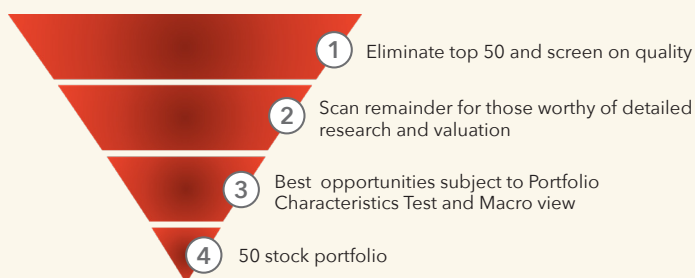 1 Eliminate top 50 and screen on quality
2 Scan remainder for those worthy of detailed
research and valuation
3 Best opportunities subject to Portfolio
Characteristics Test and Macro view
4 50 stock portfolio